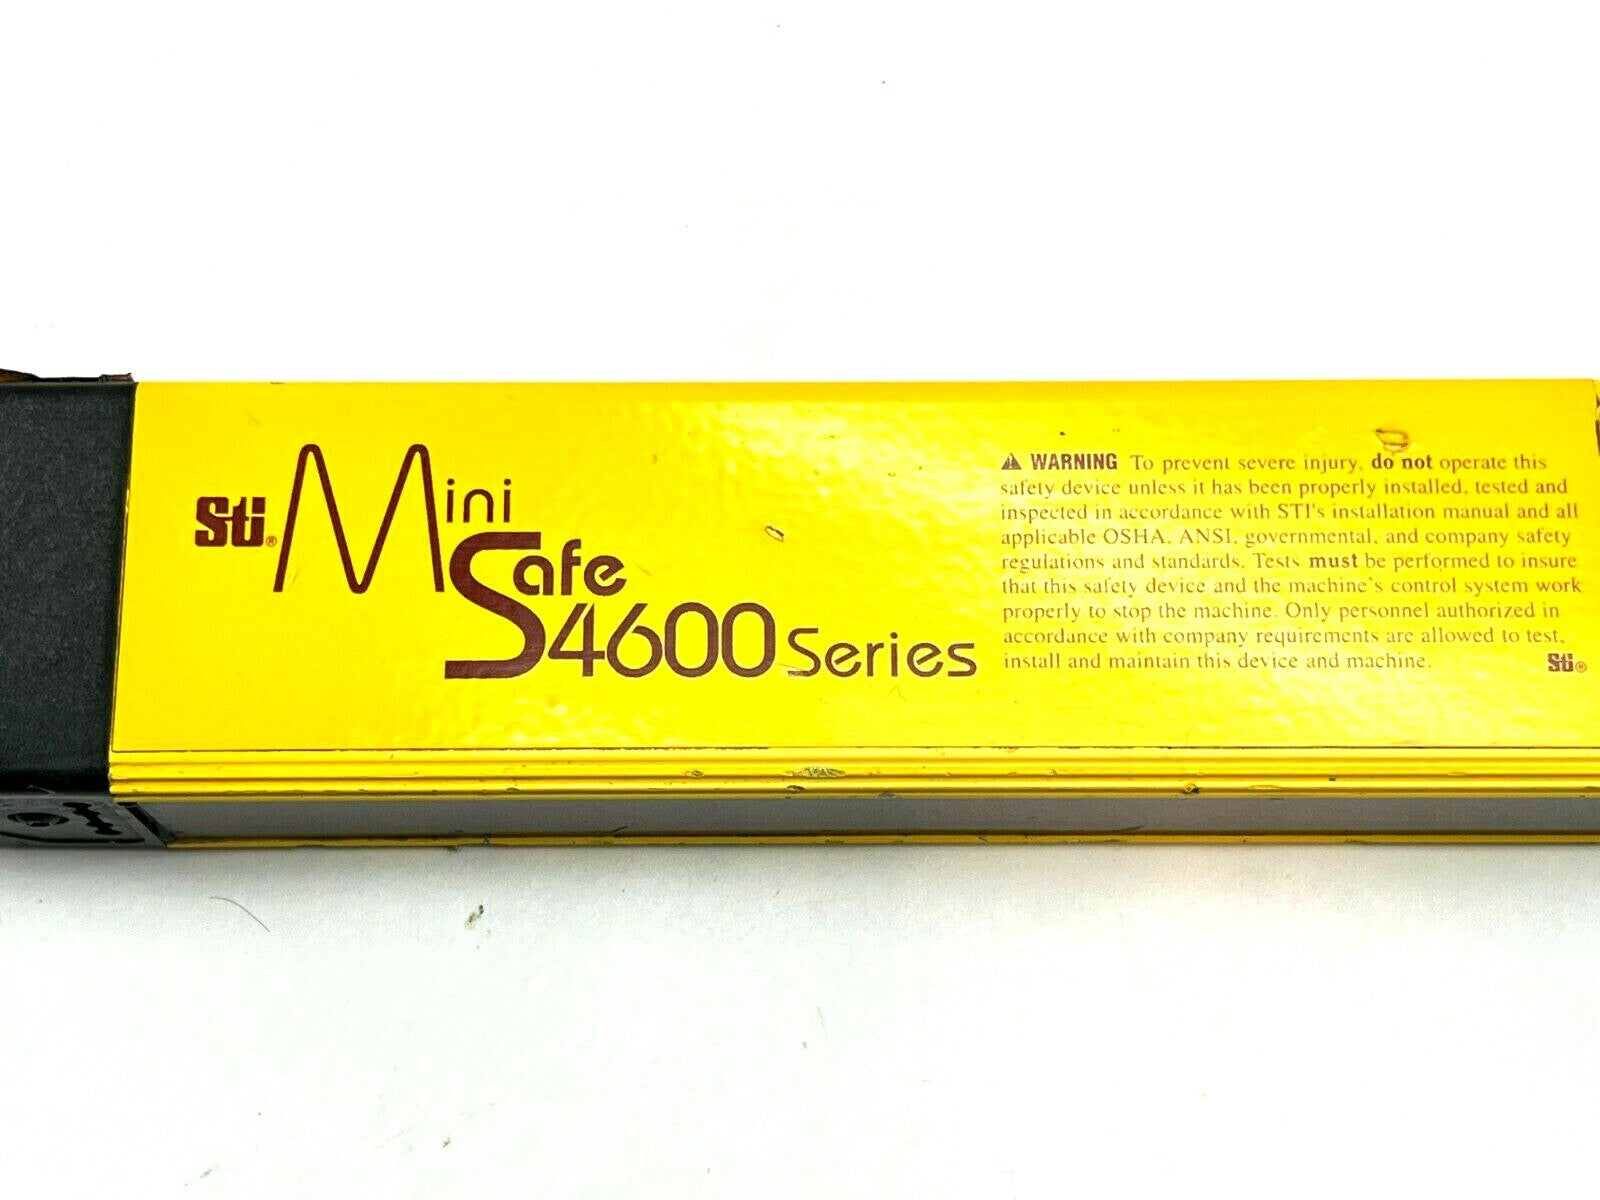 Sti® Mini
Safe
4600 Series
⚠ WARNING To prevent severe injury, do not operate this
safety device unless it has been properly installed, tested and
inspected in accordance with STI's installation manual and all
applicable OSHA, ANSI, governmental, and company safety
regulations and standards. Tests must be performed to insure
that this safety device and the machine's control system work
properly to stop the machine. Only personnel authorized in
accordance with company requirements are allowed to test,
install and maintain this device and machine.
Sti®